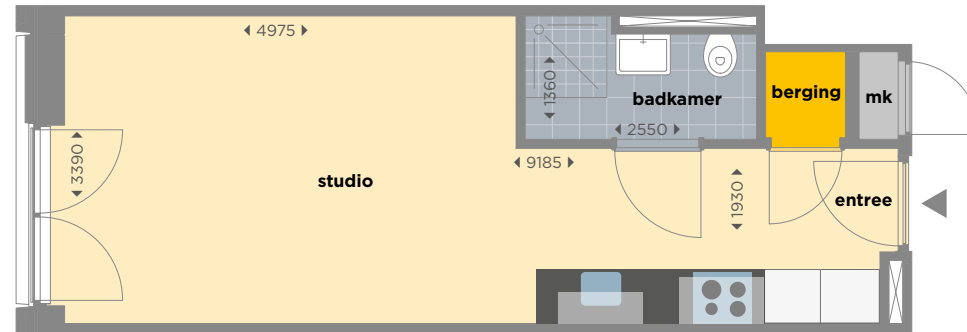 4975
1360
badkamer
berging
mk
2550
3390
9185
studio
1930
entree